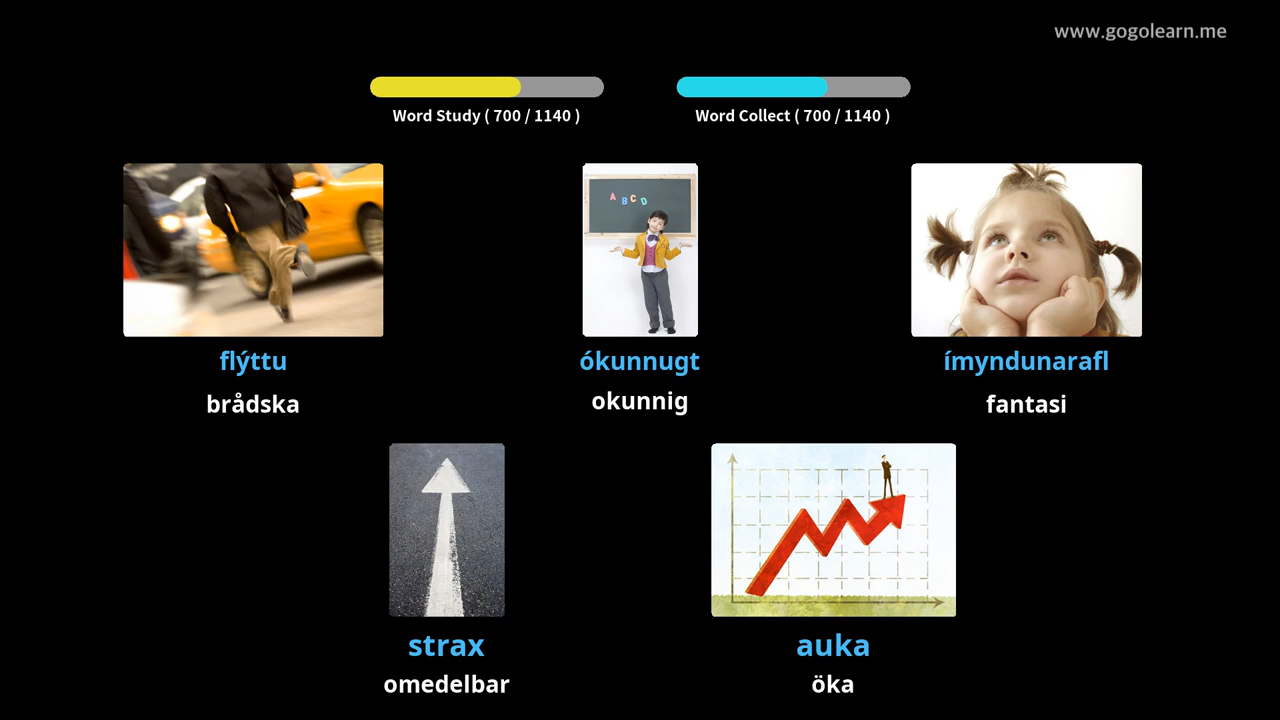 www.gogolearn.me
Word Study ( 700 / 1140 )
Word Collect ( 700 / 1140 )
A B C D
flýttu
ókunnugt
ímyndunarafl
brådska
okunnig
fantasi
strax
auka
omedelbar
öka